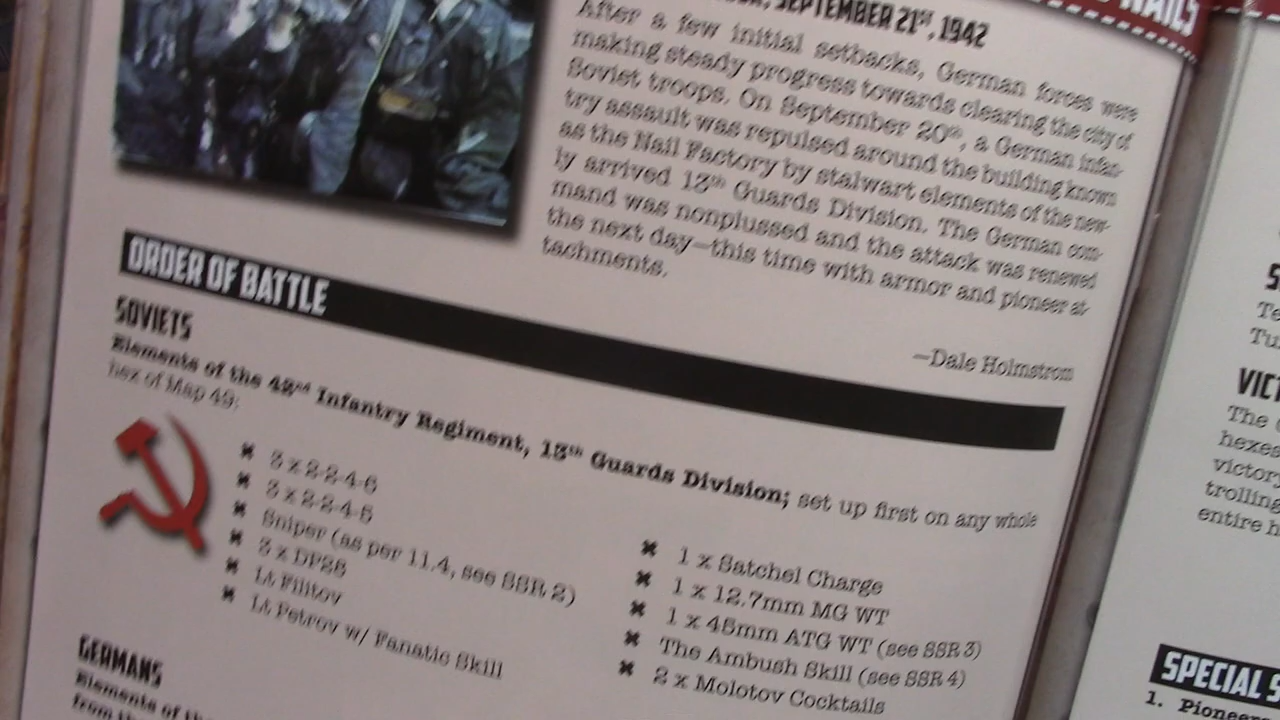 NAILS
SEPTEMBER 21st, 1942
After a few initial setbacks, German forces were
making steady progress towards clearing the city of
Soviet troops. On September 20th, a German infan-
try assault was repulsed around the building known
as the Nail Factory by stalwart elements of the new-
ly arrived 13th Guards Division. The German com-
mand was nonplussed and the attack was renewed
the next day—this time with armor and pioneer at-
tachments.
—Dale Holmstrom
ORDER OF BATTLE
SOVIETS
Elements of the 42nd Infantry Regiment, 13th Guards Division; set up first on any whole
hex of Map 49:
3 x 2-2-4-6
3 x 2-2-4-5
Sniper (as per 11.4, see SSR 2)
3 x DP28
Lt Filitov
Lt Petrov w/ Fanatic Skill
1 x Satchel Charge
1 x 12.7mm MG WT
1 x 45mm ATG WT (see SSR 3)
The Ambush Skill (see SSR 4)
2 x Molotov Cocktails
GERMANS
Elements of the
from the
S
Te
Tu
VICT
The
hexes
victory
trolling
entire h
SPECIAL S
1. Pioneer